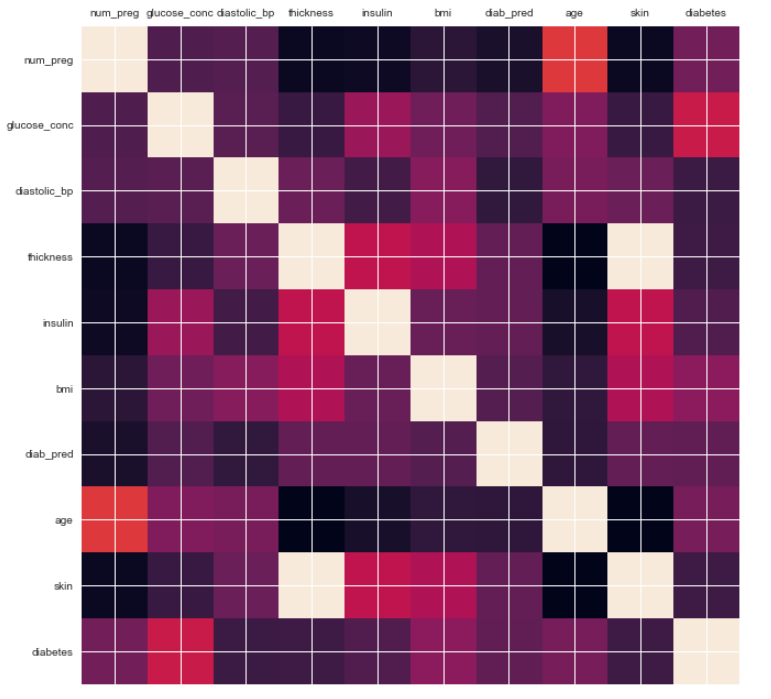 num_preg glucose_conc diastolic_bp thickness insulin bmi diab_pred age skin diabetes
num_preg
glucose_conc
diastolic_bp
thickness
insulin
bmi
diab_pred
age
skin
diabetes